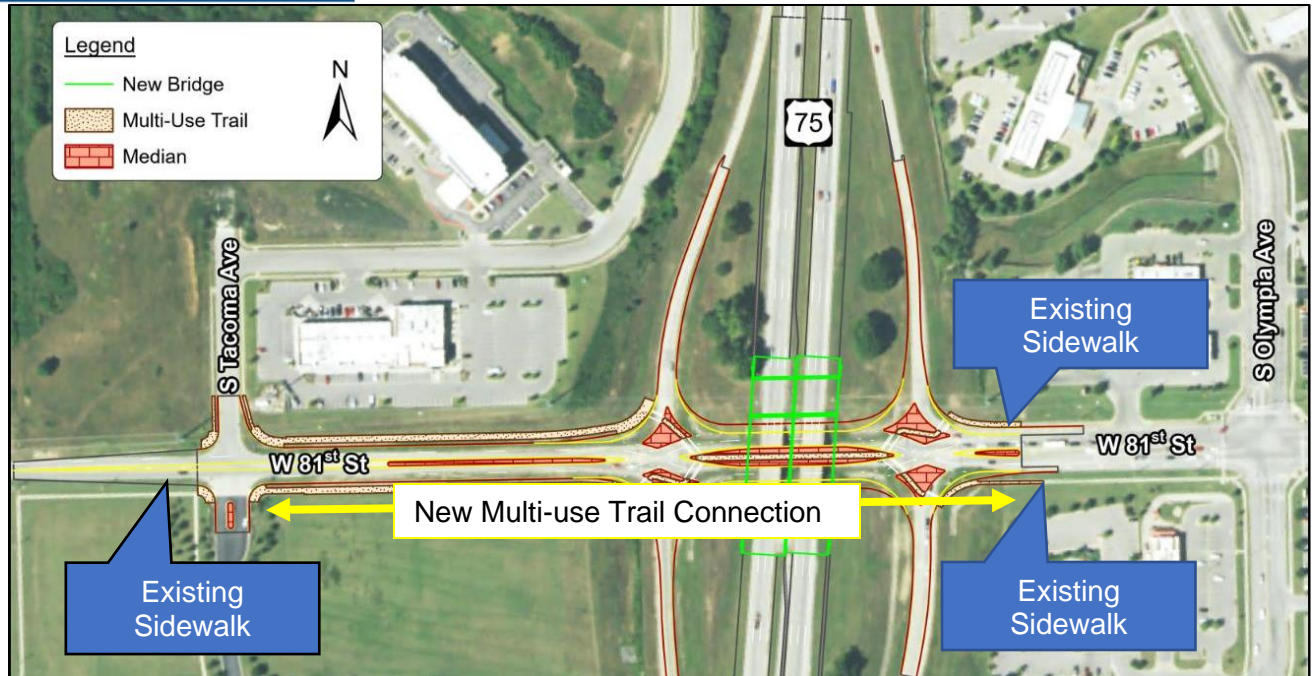 Legend
New Bridge
Multi-Use Trail
Median
N
75
S Tacoma Ave
S Olympia Ave
Existing
Sidewalk
W 81st St
W 81st St
New Multi-use Trail Connection
Existing
Sidewalk
Existing
Sidewalk